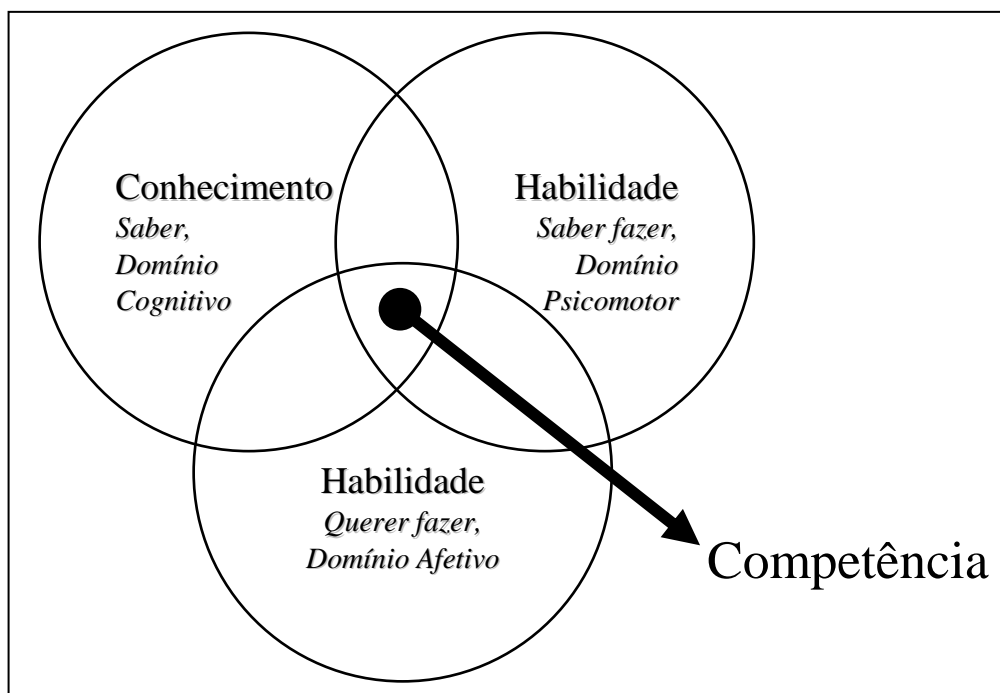 Conhecimento
Saber,
Domínio
Cognitivo
Habilidade
Saber fazer,
Domínio
Psicomotor
Habilidade
Querer fazer,
Domínio Afetivo
Competência